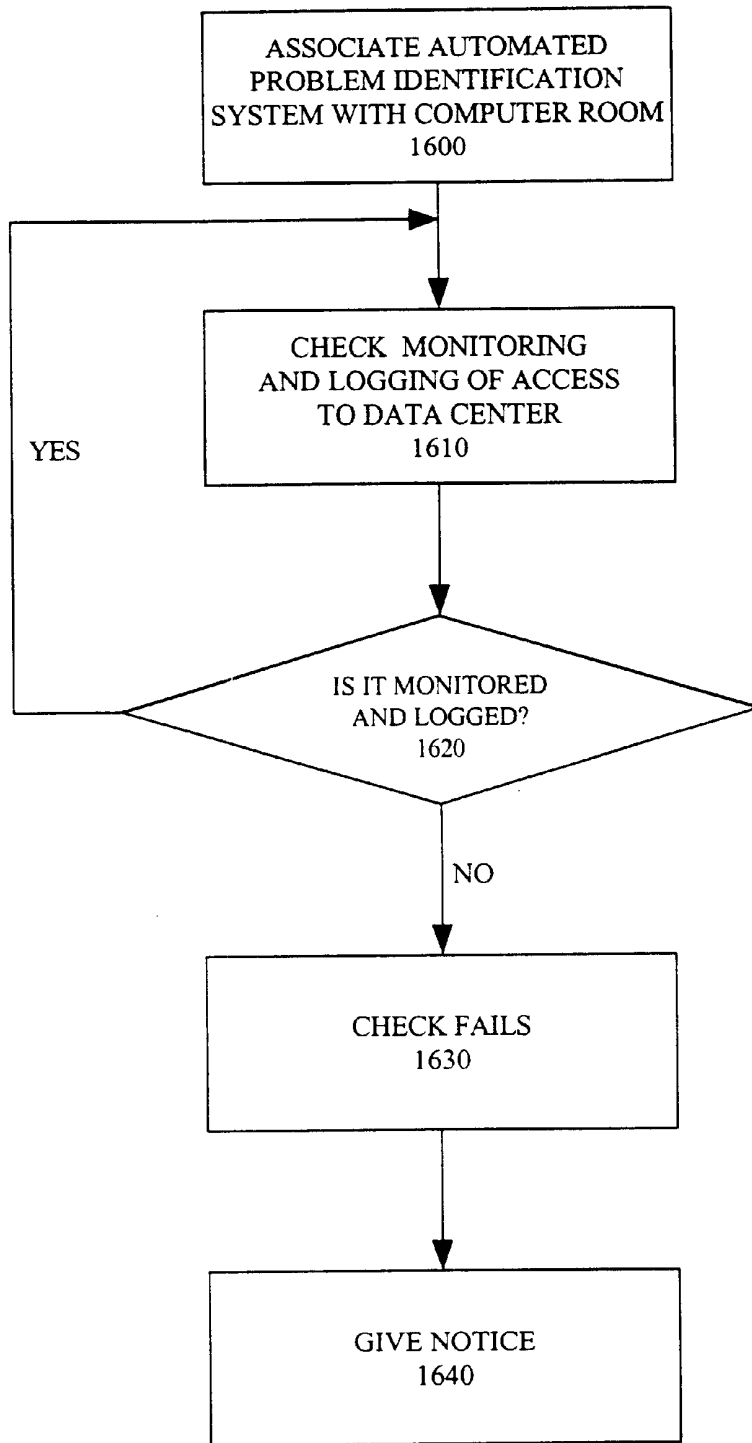 ASSOCIATE AUTOMATED
PROBLEM IDENTIFICATION
SYSTEM WITH COMPUTER ROOM
1600
CHECK MONITORING
AND LOGGING OF ACCESS
TO DATA CENTER
1610
YES
IS IT MONITORED
AND LOGGED?
1620
NO
CHECK FAILS
1630
GIVE NOTICE
1640